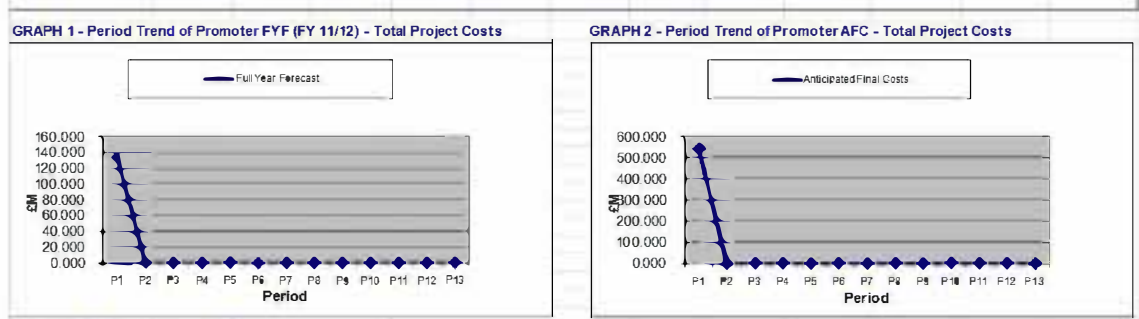 GRAPH 1 - Period Trend of Promoter FYF (FY 11/12) - Total Project Costs
Full Year Forecast
160.000
140.000
120.000
100.000
80.000
60.000
40.000
20.000
0.000
£M
P1 P2 P3 P4 P5 P6 P7 P8 P9 P10 P11 P12 P13
Period
GRAPH 2 - Period Trend of Promoter AFC - Total Project Costs
Anticipated Final Costs
600.000
500.000
400.000
300.000
200.000
100.000
0.000
£M
P1 P2 P3 P4 P5 P6 P7 P8 P9 P10 P11 P12 P13
Period